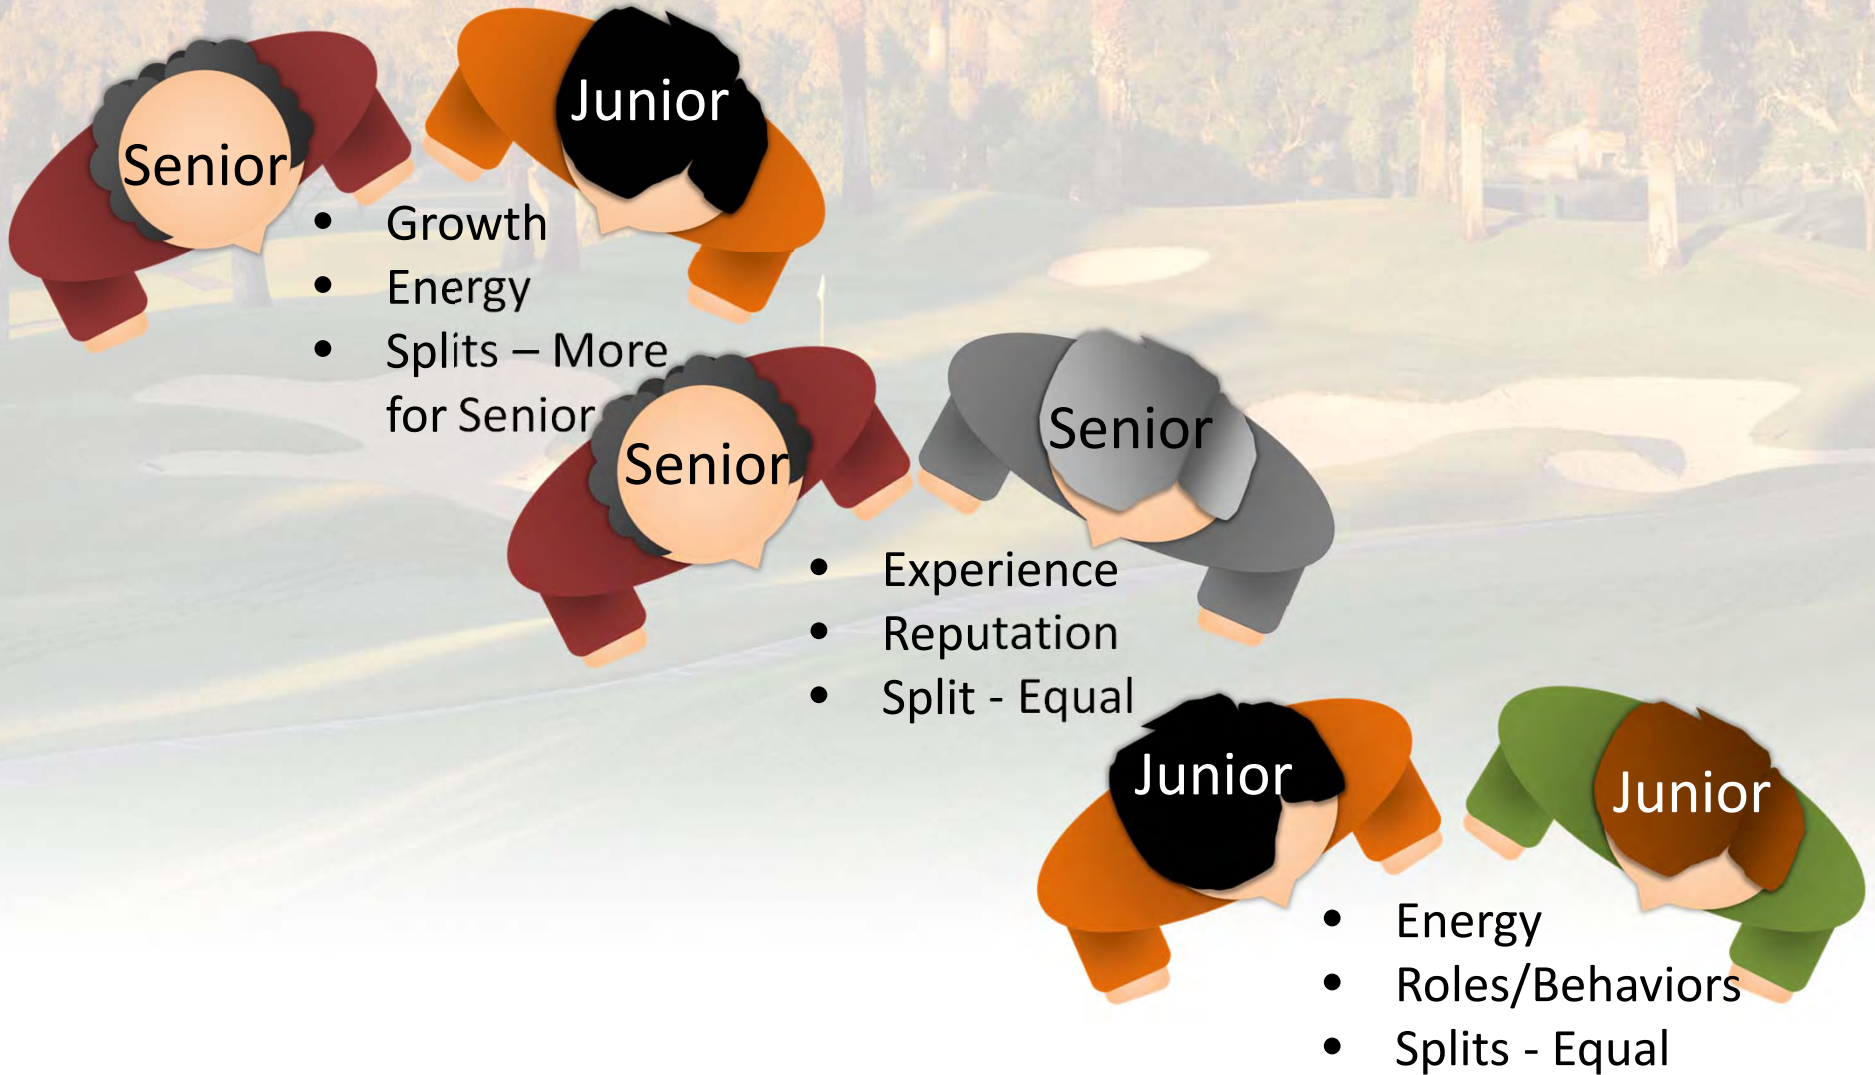 Senior
Junior
• Growth
• Energy
• Splits – More
for Senior
Senior
Senior
• Experience
• Reputation
• Split - Equal
Junior
Junior
• Energy
• Roles/Behaviors
• Splits - Equal